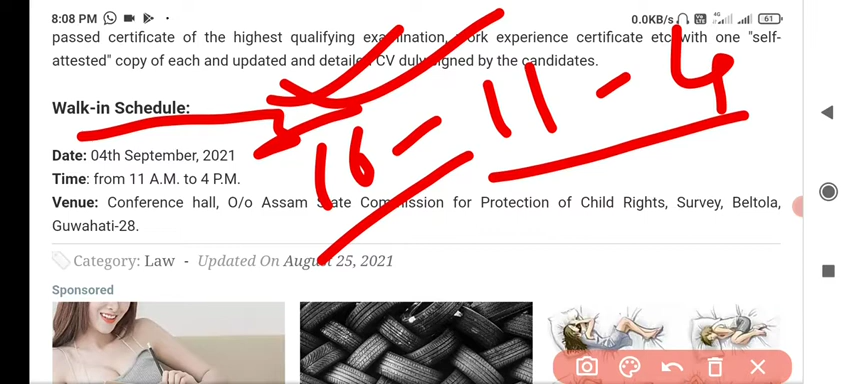 8:08 PM 0.0KB/s 4G 61
passed certificate of the highest qualifying examination, work experience certificate etc. with one "self-
attested" copy of each and updated and detailed CV duly signed by the candidates.
Walk-in Schedule:
16 - 11 - 4
Date: 04th September, 2021
Time: from 11 A.M. to 4 P.M.
Venue: Conference hall, O/o Assam State Commission for Protection of Child Rights, Survey, Beltola,
Guwahati-28.
Category: Law - Updated On August 25, 2021
Sponsored